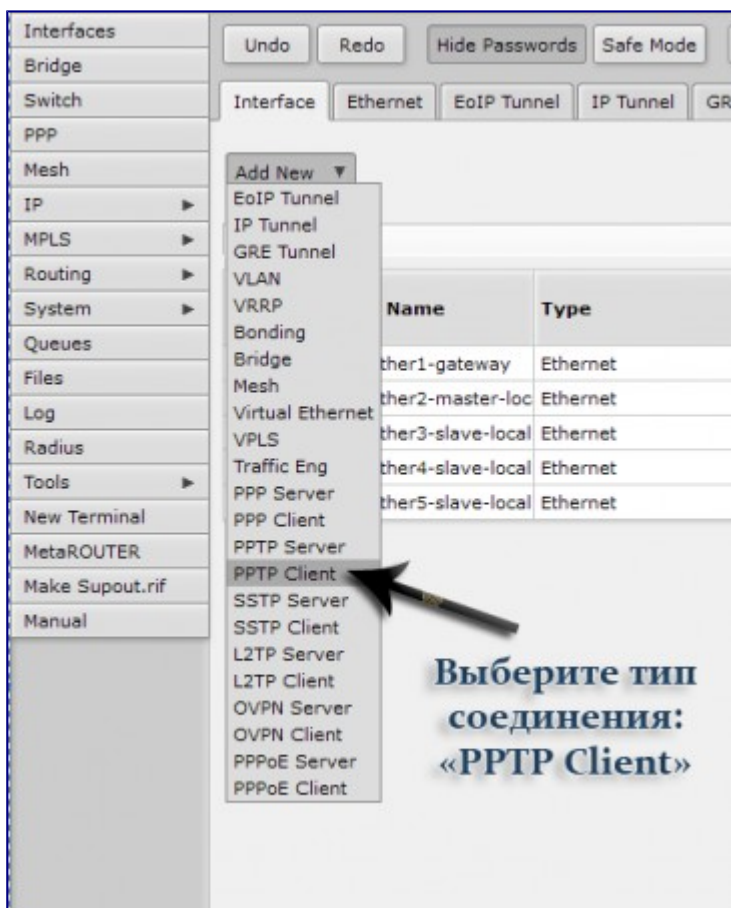 Interfaces
Bridge
Switch
PPP
Mesh
IP
MPLS
Routing
System
Queues
Files
Log
Radius
Tools
New Terminal
MetaROUTER
Make Supout.rif
Manual
Undo Redo Hide Passwords Safe Mode
Interface Ethernet EoIP Tunnel IP Tunnel GR
Add New
EoIP Tunnel
IP Tunnel
GRE Tunnel
VLAN
VRRP
Bonding
Bridge
Mesh
Virtual Ethernet
VPLS
Traffic Eng
PPP Server
PPP Client
PPTP Server
PPTP Client
SSTP Server
SSTP Client
L2TP Server
L2TP Client
OVPN Server
OVPN Client
PPPoE Server
PPPoE Client
Name Type
ther1-gateway Ethernet
ther2-master-loc Ethernet
ther3-slave-local Ethernet
ther4-slave-local Ethernet
ther5-slave-local Ethernet
Выберите тип
соединения:
«PPTP Client»